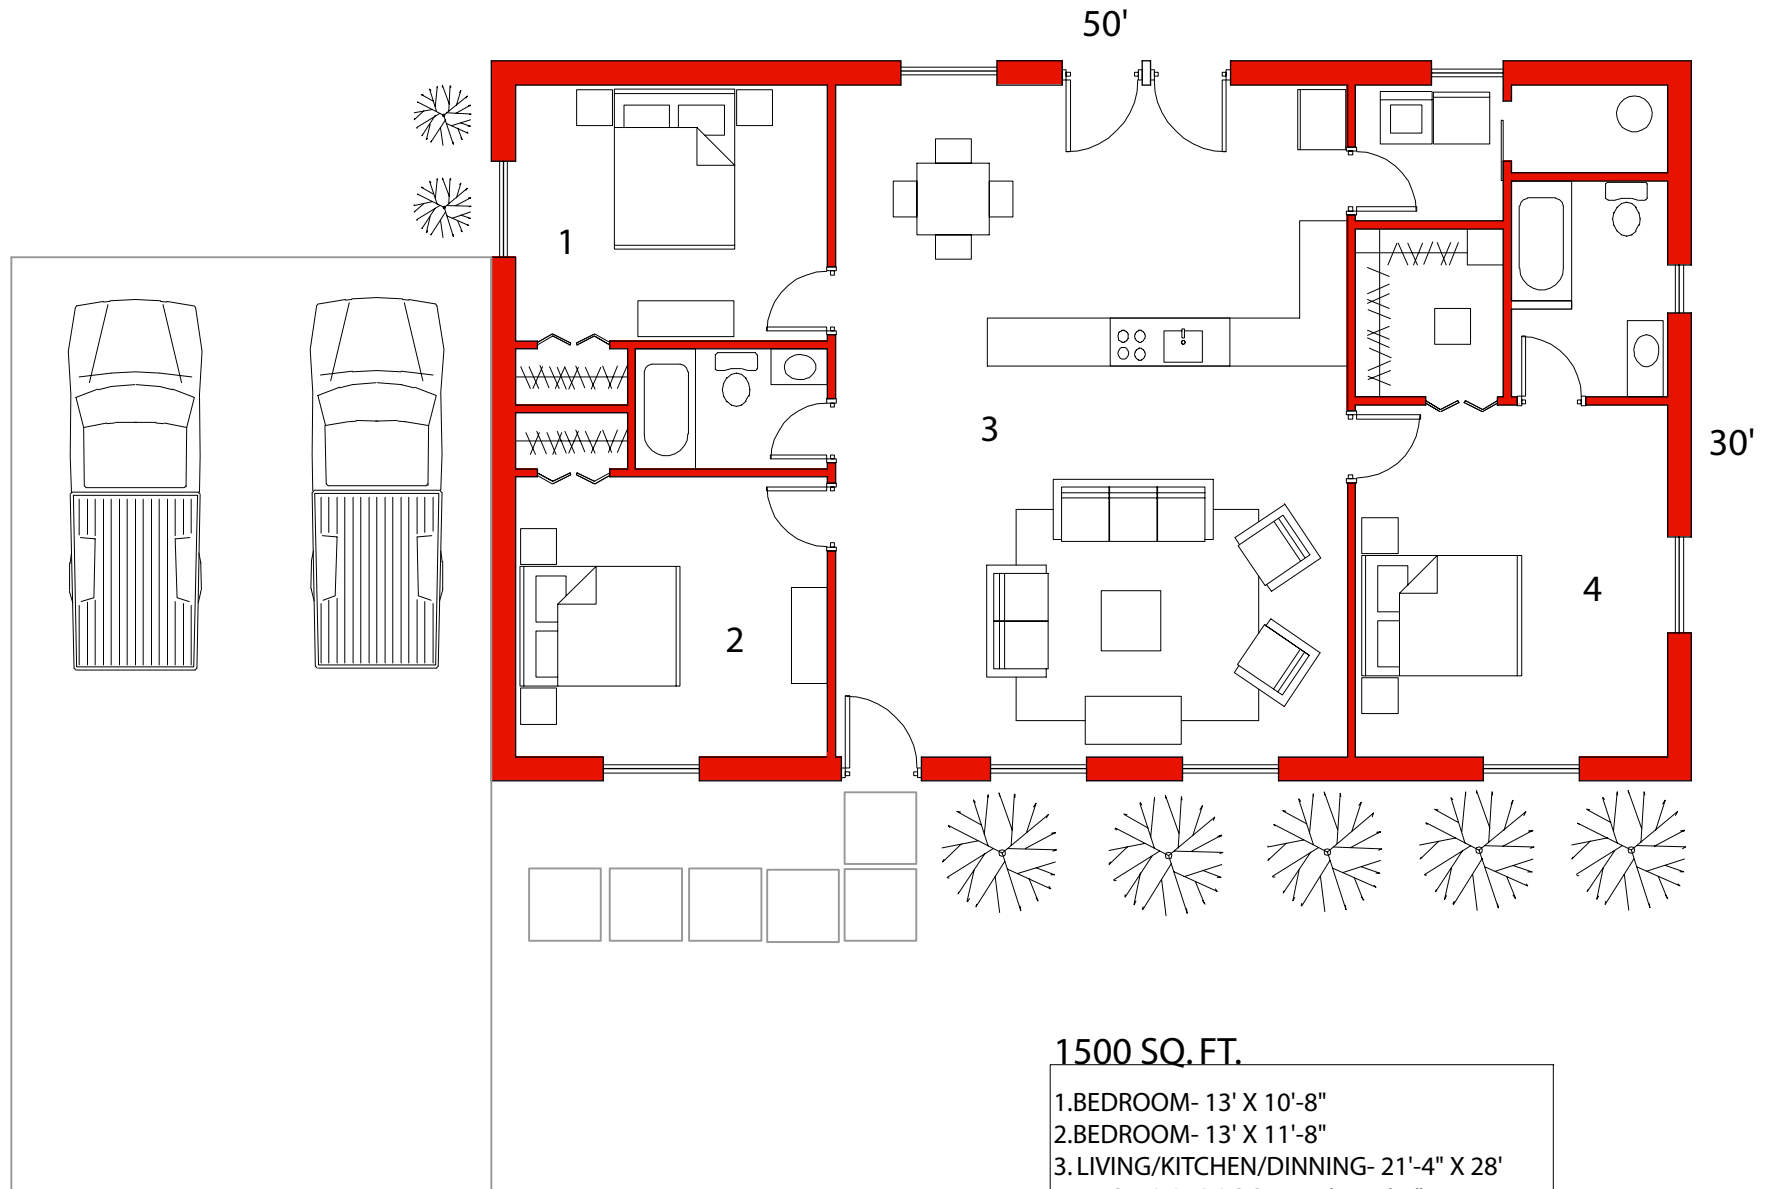 50'
1
3
30'
4
2
1500 SQ. FT.
1.BEDROOM- 13' X 10'-8"
2.BEDROOM- 13' X 11'-8"
3. LIVING/KITCHEN/DINNING- 21'-4" X 28'